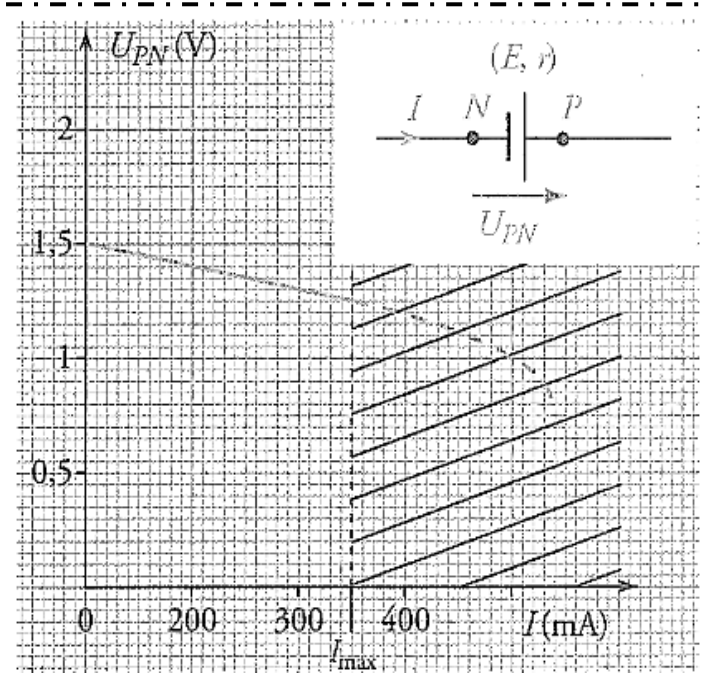 U_PN (V)
(E, r)
I N P
2
U_PN
1,5
1
0,5
0 200 300 400 I (mA)
I_max